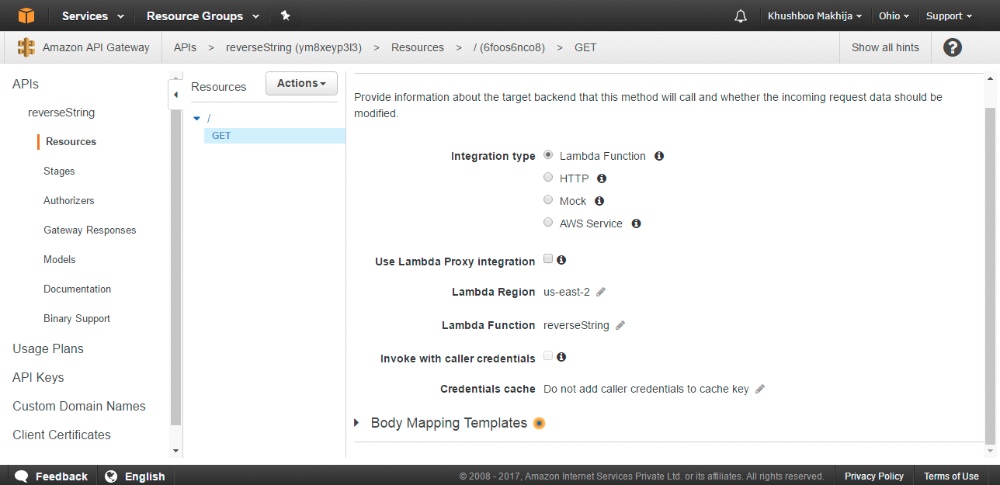 Services
Resource Groups
Khushboo Makhija
Ohio
Support
Amazon API Gateway
APIs > reverseString (ym8xeyp3l3) > Resources > / (6foos6nco8) > GET
Show all hints
?
APIs
reverseString
Resources
Stages
Authorizers
Gateway Responses
Models
Documentation
Binary Support
Usage Plans
API Keys
Custom Domain Names
Client Certificates
Resources
Actions
/
GET
Provide information about the target backend that this method will call and whether the incoming request data should be
modified.
Integration type Lambda Function
HTTP
Mock
AWS Service
Use Lambda Proxy integration
Lambda Region us-east-2
Lambda Function reverseString
Invoke with caller credentials
Credentials cache Do not add caller credentials to cache key
Body Mapping Templates
Feedback
English
© 2008 - 2017, Amazon Internet Services Private Ltd. or its affiliates. All rights reserved.
Privacy Policy
Terms of Use